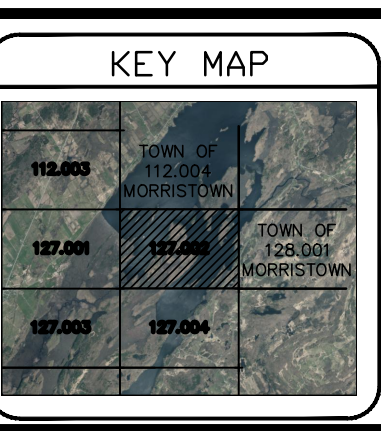 KEY MAP
112.003
TOWN OF
112.004
MORRISTOWN
127.001
127.002
TOWN OF
128.001
MORRISTOWN
127.003
127.004